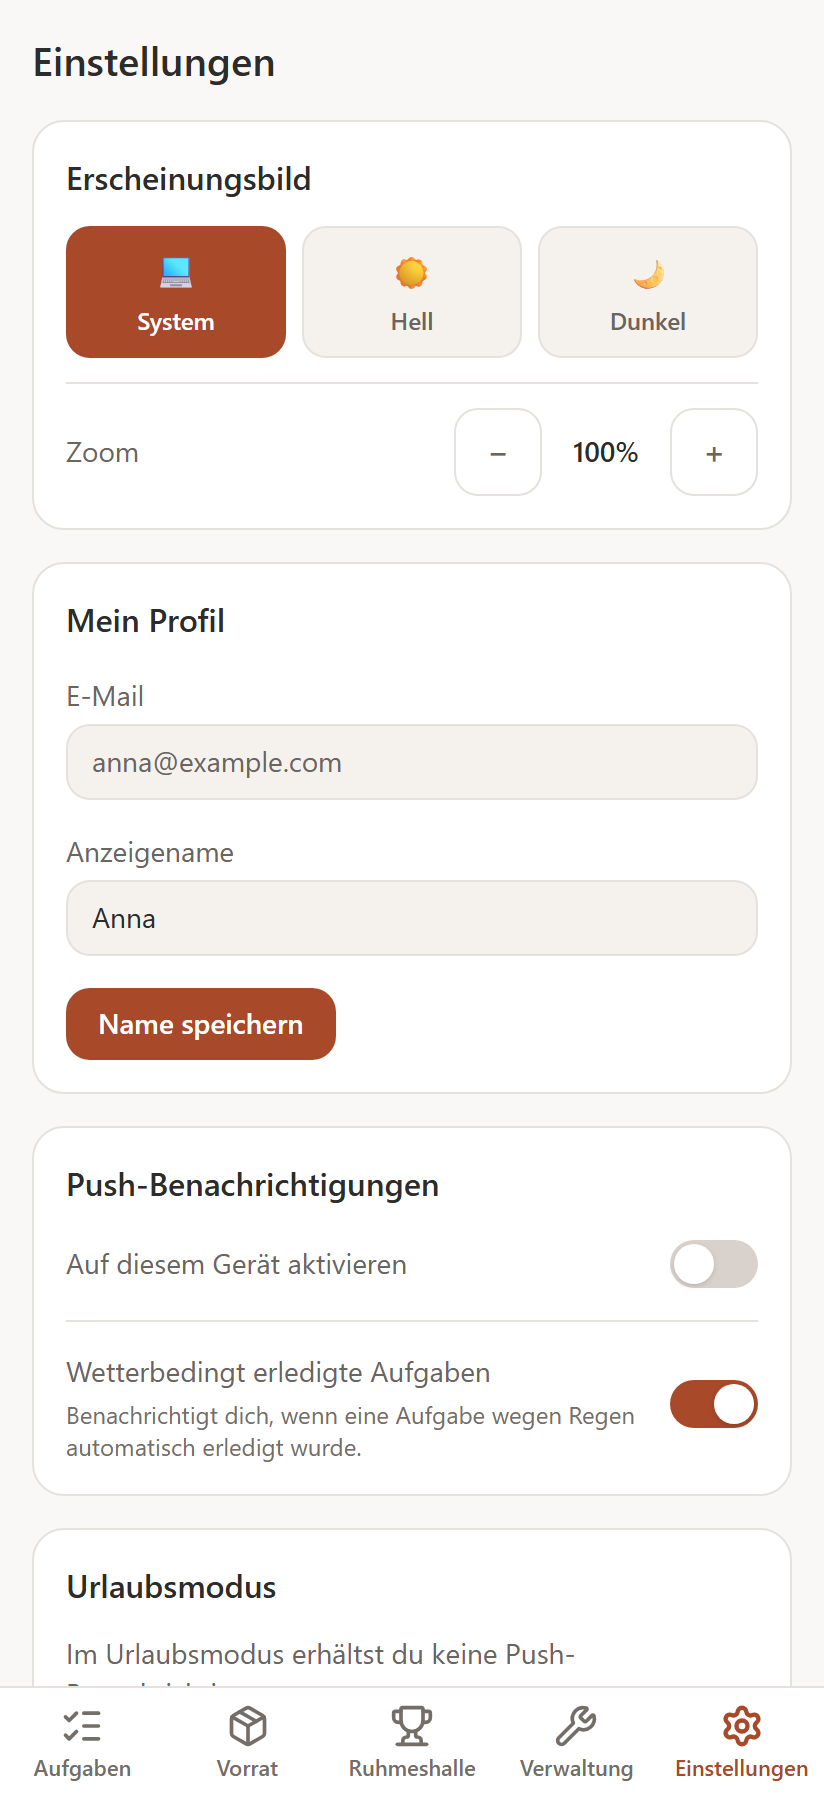 Einstellungen
Erscheinungsbild
System
Hell
Dunkel
Zoom
−
100%
+
Mein Profil
E-Mail
anna@example.com
Anzeigename
Anna
Name speichern
Push-Benachrichtigungen
Auf diesem Gerät aktivieren
Wetterbedingt erledigte Aufgaben
Benachrichtigt dich, wenn eine Aufgabe wegen Regen
automatisch erledigt wurde.
Urlaubsmodus
Im Urlaubsmodus erhältst du keine Push-
Aufgaben
Vorrat
Ruhmeshalle
Verwaltung
Einstellungen